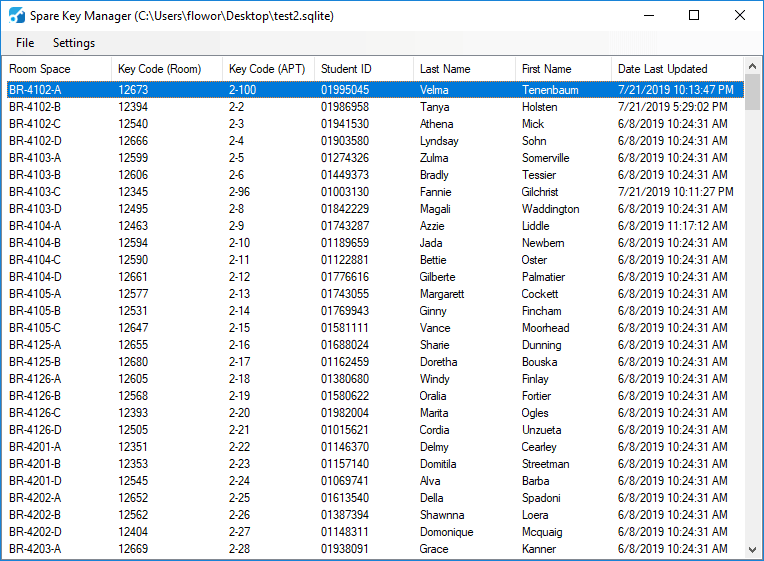 Spare Key Manager (C:\Users\flowor\Desktop\test2.sqlite)
File Settings
Room Space Key Code (Room) Key Code (APT) Student ID Last Name First Name Date Last Updated
BR-4102-A 12673 2-100 01995045 Velma Tenenbaum 7/21/2019 10:13:47 PM
BR-4102-B 12394 2-2 01986958 Tanya Holsten 7/21/2019 5:29:02 PM
BR-4102-C 12540 2-3 01941530 Athena Mick 6/8/2019 10:24:31 AM
BR-4102-D 12666 2-4 01903580 Lyndsay Sohn 6/8/2019 10:24:31 AM
BR-4103-A 12599 2-5 01274326 Zulma Somerville 6/8/2019 10:24:31 AM
BR-4103-B 12606 2-6 01449373 Bradly Tessier 6/8/2019 10:24:31 AM
BR-4103-C 12345 2-96 01003130 Fannie Gilchrist 7/21/2019 10:11:27 PM
BR-4103-D 12495 2-8 01842229 Magali Waddington 6/8/2019 10:24:31 AM
BR-4104-A 12463 2-9 01743287 Azzie Liddle 6/8/2019 11:17:12 AM
BR-4104-B 12594 2-10 01189659 Jada Newbern 6/8/2019 10:24:31 AM
BR-4104-C 12590 2-11 01122881 Bettie Oster 6/8/2019 10:24:31 AM
BR-4104-D 12661 2-12 01776616 Gilberte Palmatier 6/8/2019 10:24:31 AM
BR-4105-A 12577 2-13 01743055 Margarett Cockett 6/8/2019 10:24:31 AM
BR-4105-B 12531 2-14 01769943 Ginny Fincham 6/8/2019 10:24:31 AM
BR-4105-C 12647 2-15 01581111 Vance Moorhead 6/8/2019 10:24:31 AM
BR-4125-A 12655 2-16 01688024 Sharie Dunning 6/8/2019 10:24:31 AM
BR-4125-B 12680 2-17 01162459 Doretha Bouska 6/8/2019 10:24:31 AM
BR-4126-A 12605 2-18 01380680 Windy Finlay 6/8/2019 10:24:31 AM
BR-4126-B 12568 2-19 01580622 Oralia Fortier 6/8/2019 10:24:31 AM
BR-4126-C 12393 2-20 01982004 Marita Ogles 6/8/2019 10:24:31 AM
BR-4126-D 12505 2-21 01015621 Cordia Unzueta 6/8/2019 10:24:31 AM
BR-4201-A 12351 2-22 01146370 Delmy Cearley 6/8/2019 10:24:31 AM
BR-4201-B 12353 2-23 01157140 Domitila Streetman 6/8/2019 10:24:31 AM
BR-4201-D 12545 2-24 01069741 Alva Barba 6/8/2019 10:24:31 AM
BR-4202-A 12652 2-25 01613540 Della Spadoni 6/8/2019 10:24:31 AM
BR-4202-B 12562 2-26 01387394 Shawnna Loera 6/8/2019 10:24:31 AM
BR-4202-D 12404 2-27 01148311 Domonique Mcquaig 6/8/2019 10:24:31 AM
BR-4203-A 12669 2-28 01938091 Grace Kanner 6/8/2019 10:24:31 AM